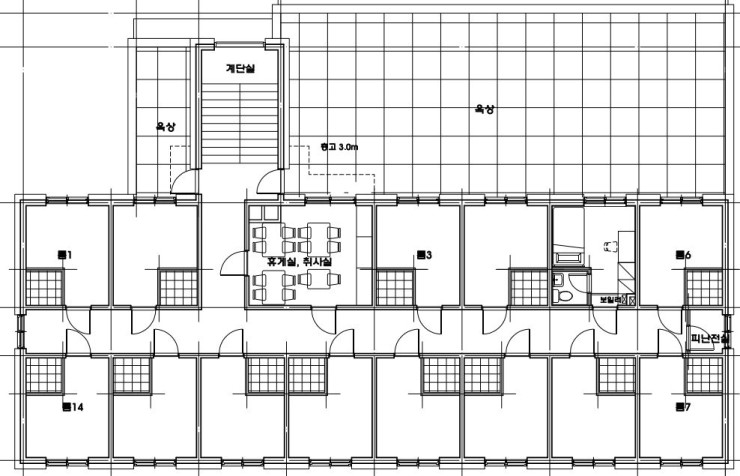 계단실
옥상
옥상
층고 3.0m
룸1
휴게실, 취사실
룸3
룸6
보일러
피난전실
룸14
룸7